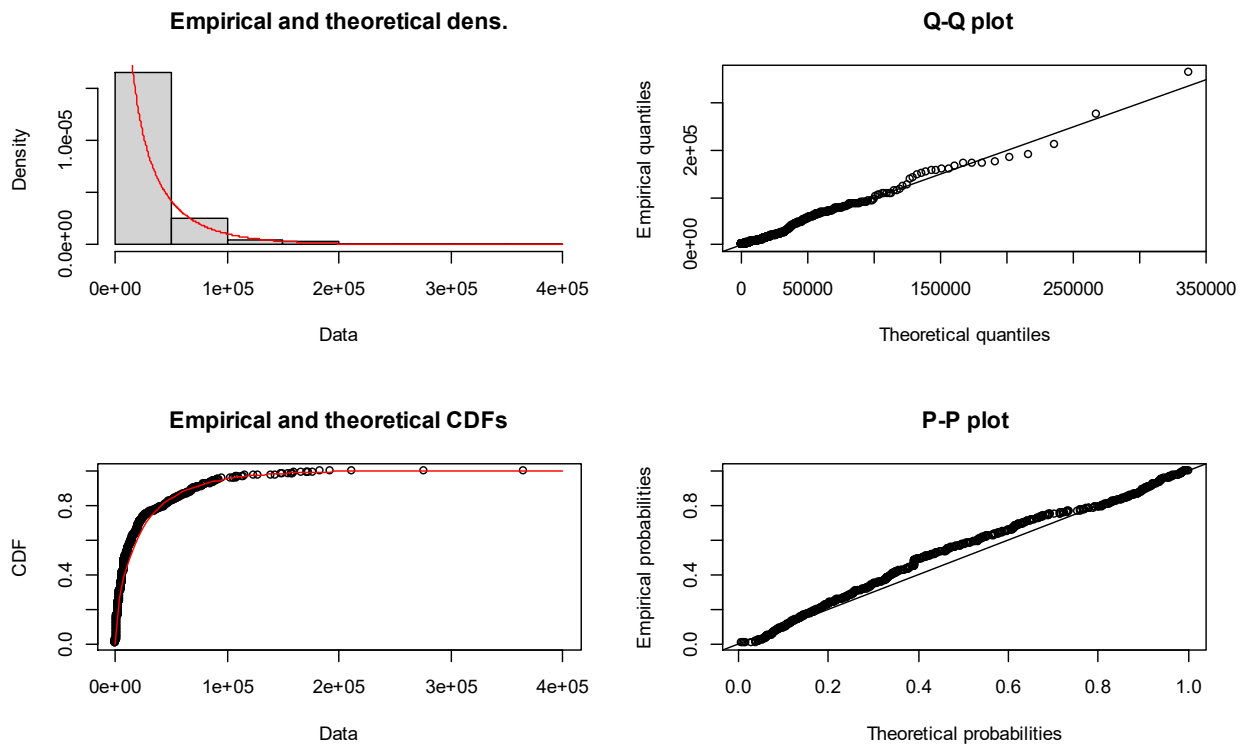 Empirical and theoretical dens.
Density
0.0e+00
1.0e-05
0e+00 1e+05 2e+05 3e+05 4e+05
Data
Q-Q plot
Empirical quantiles
0e+00
2e+05
0 50000 150000 250000 350000
Theoretical quantiles
Empirical and theoretical CDFs
CDF
0.0
0.4
0.8
0e+00 1e+05 2e+05 3e+05 4e+05
Data
P-P plot
Empirical probabilities
0.0
0.4
0.8
0.0 0.2 0.4 0.6 0.8 1.0
Theoretical probabilities